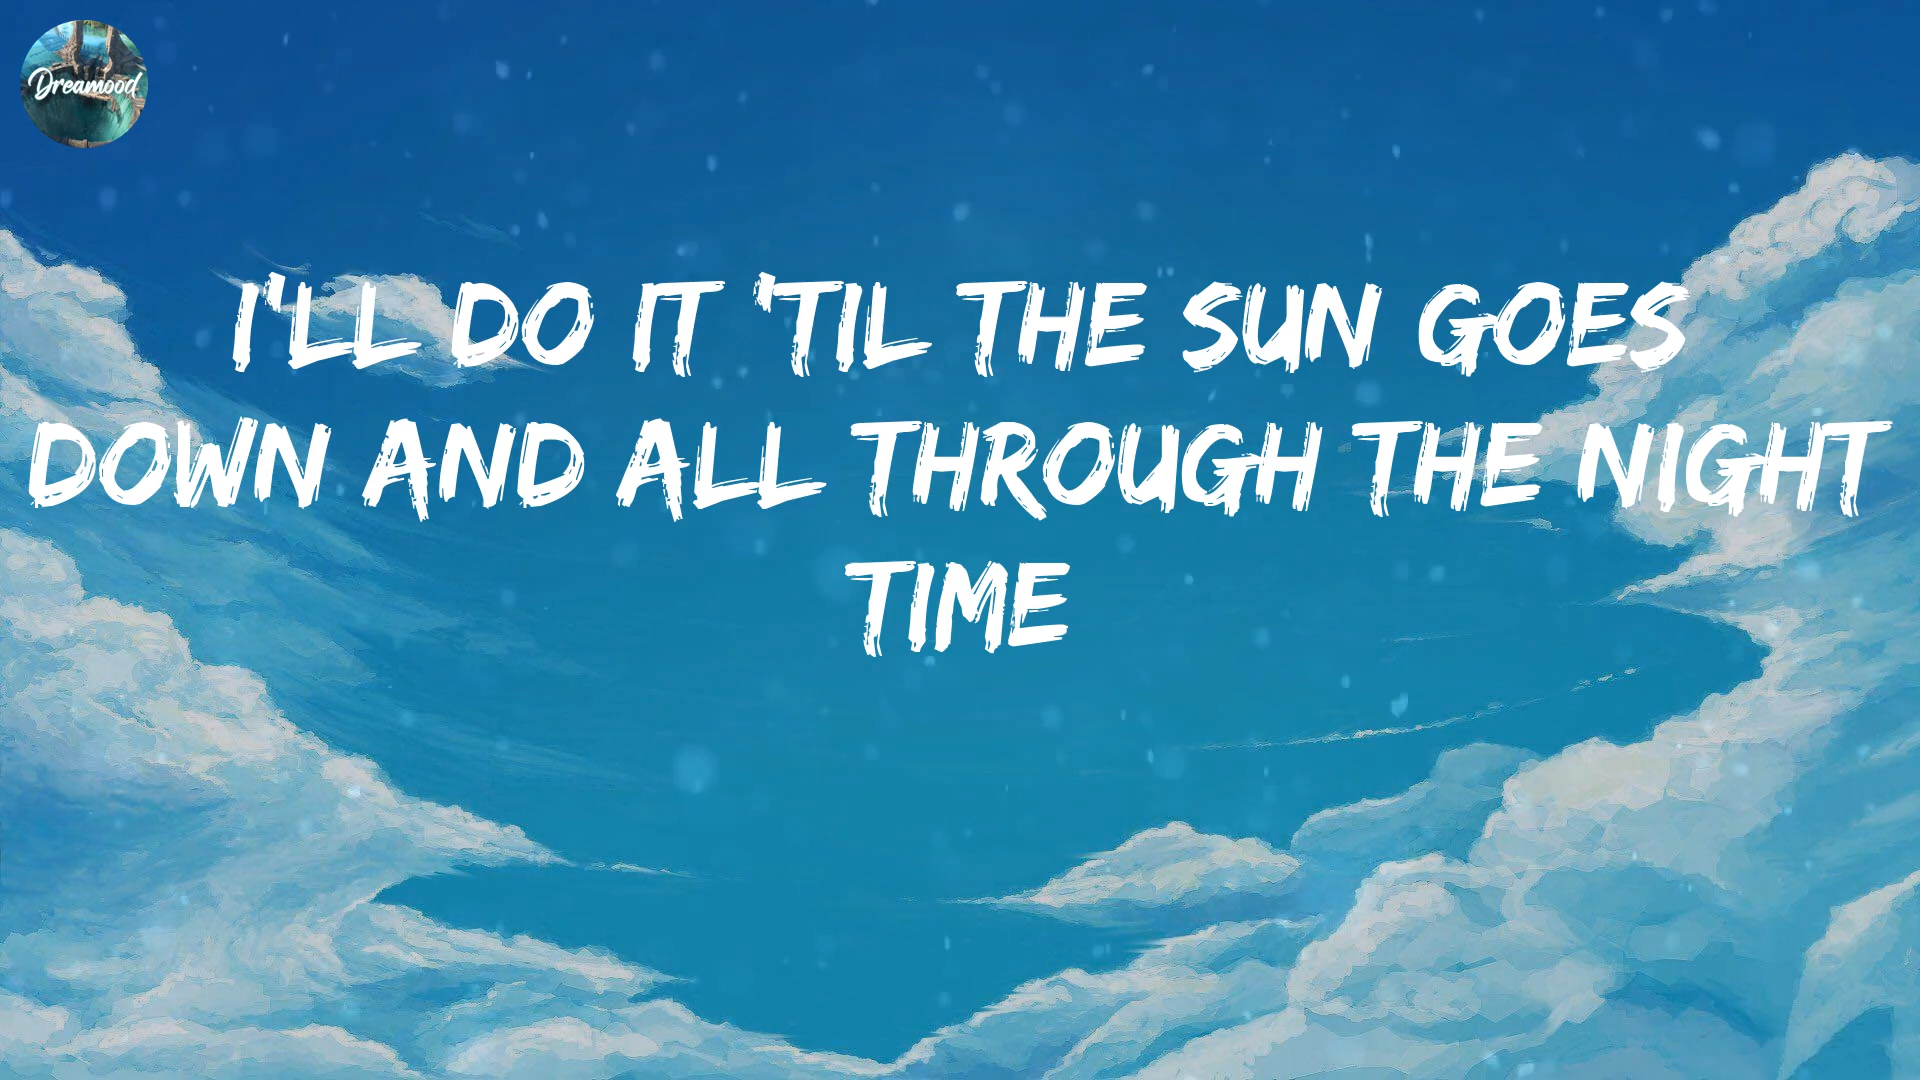 Dreamood
I'LL DO IT 'TIL THE SUN GOES
DOWN AND ALL THROUGH THE NIGHT
TIME